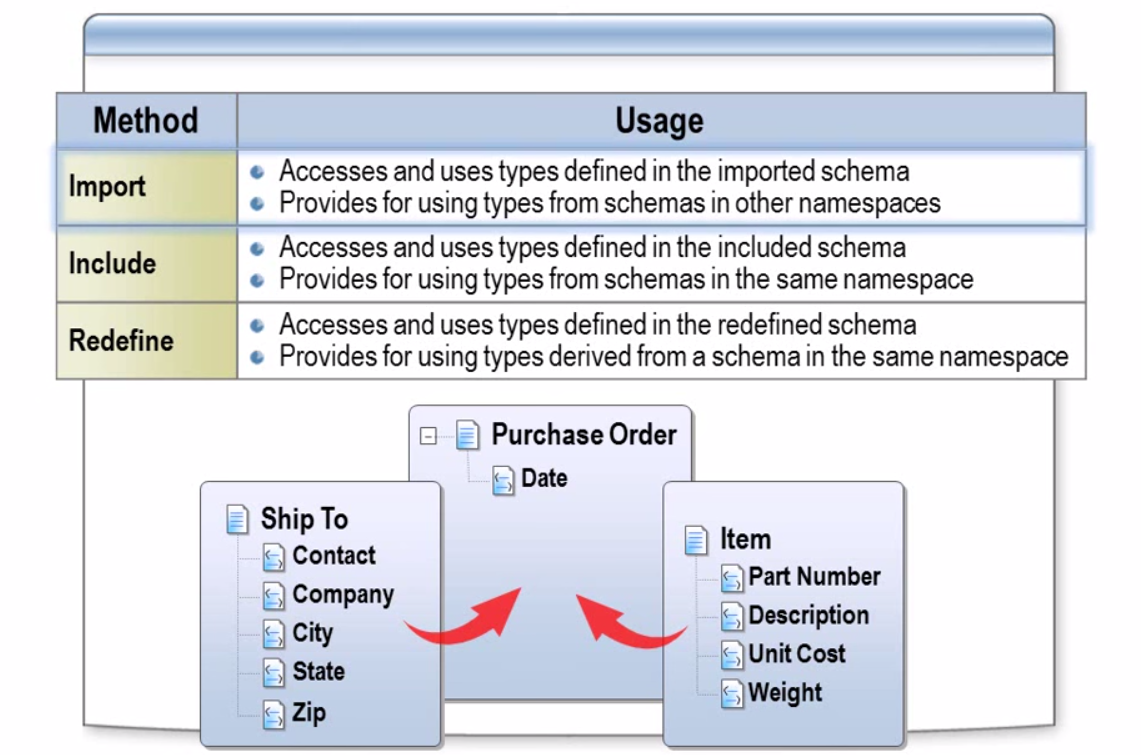 Method
Usage
Import
Accesses and uses types defined in the imported schema
Provides for using types from schemas in other namespaces
Include
Accesses and uses types defined in the included schema
Provides for using types from schemas in the same namespace
Redefine
Accesses and uses types defined in the redefined schema
Provides for using types derived from a schema in the same namespace
Purchase Order
Date
Ship To
Contact
Company
City
State
Zip
Item
Part Number
Description
Unit Cost
Weight